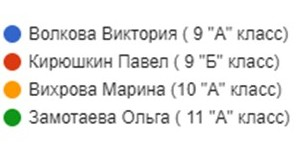 Волкова Виктория ( 9 "А" класс)
Кирюшкин Павел ( 9 "Б" класс)
Вихрова Марина (10 "А" класс)
Замотаева Ольга ( 11 "А" класс)